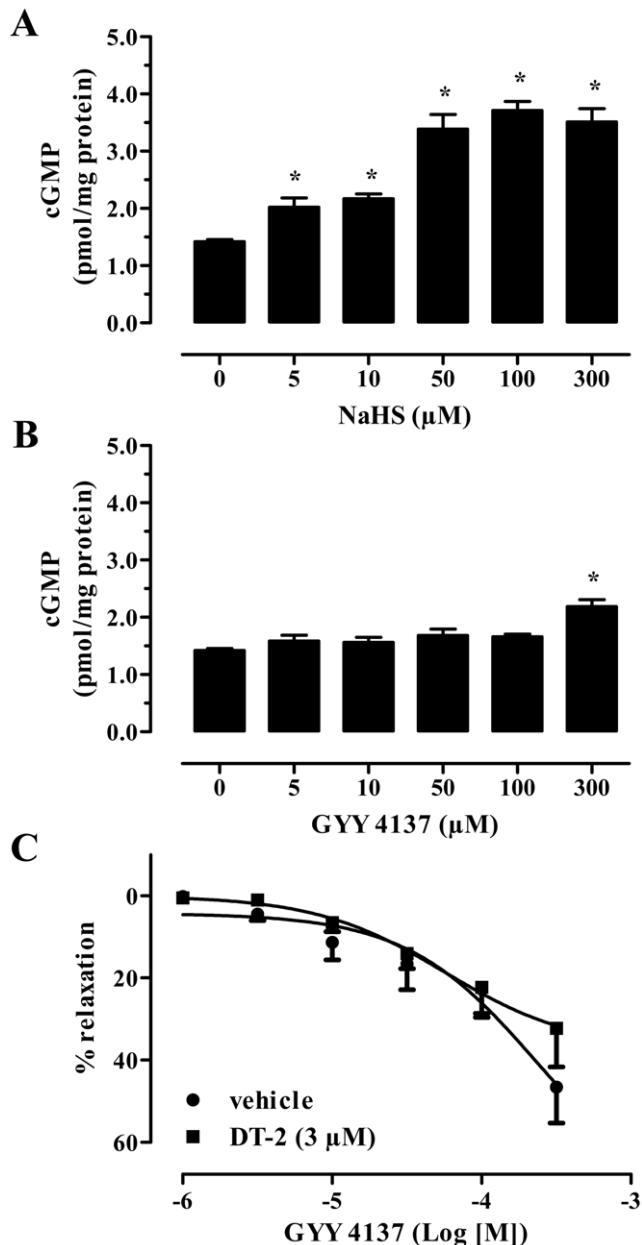 A
5.0
4.0
3.0
2.0
1.0
0.0
cGMP
(pmol/mg protein)
* * * * *
0 5 10 50 100 300
NaHS (µM)
B
5.0
4.0
3.0
2.0
1.0
0.0
cGMP
(pmol/mg protein)
*
0 5 10 50 100 300
GYY 4137 (µM)
C
0
20
40
60
% relaxation
vehicle
DT-2 (3 µM)
-6 -5 -4 -3
GYY 4137 (Log [M])